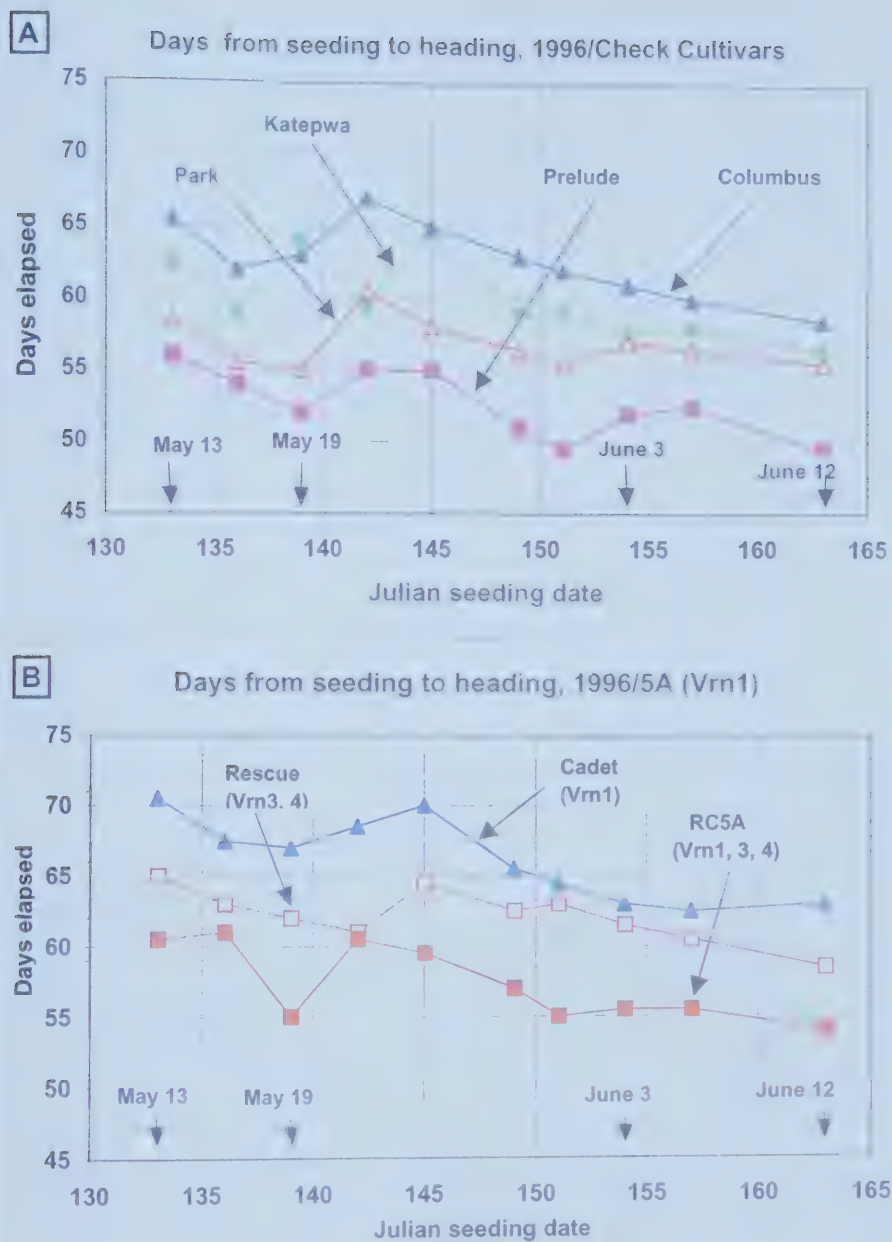 A
Days from seeding to heading, 1996/Check Cultivars
75
70
65
60
55
50
45
Days elapsed
Katepwa
Park
Prelude
Columbus
May 13
May 19
June 3
June 12
130 135 140 145 150 155 160 165
Julian seeding date
B
Days from seeding to heading, 1996/5A (Vrn1)
75
70
65
60
55
50
45
Days elapsed
Rescue
(Vrn3, 4)
Cadet
(Vrn1)
RC5A
(Vrn1, 3, 4)
May 13
May 19
June 3
June 12
130 135 140 145 150 155 160 165
Julian seeding date